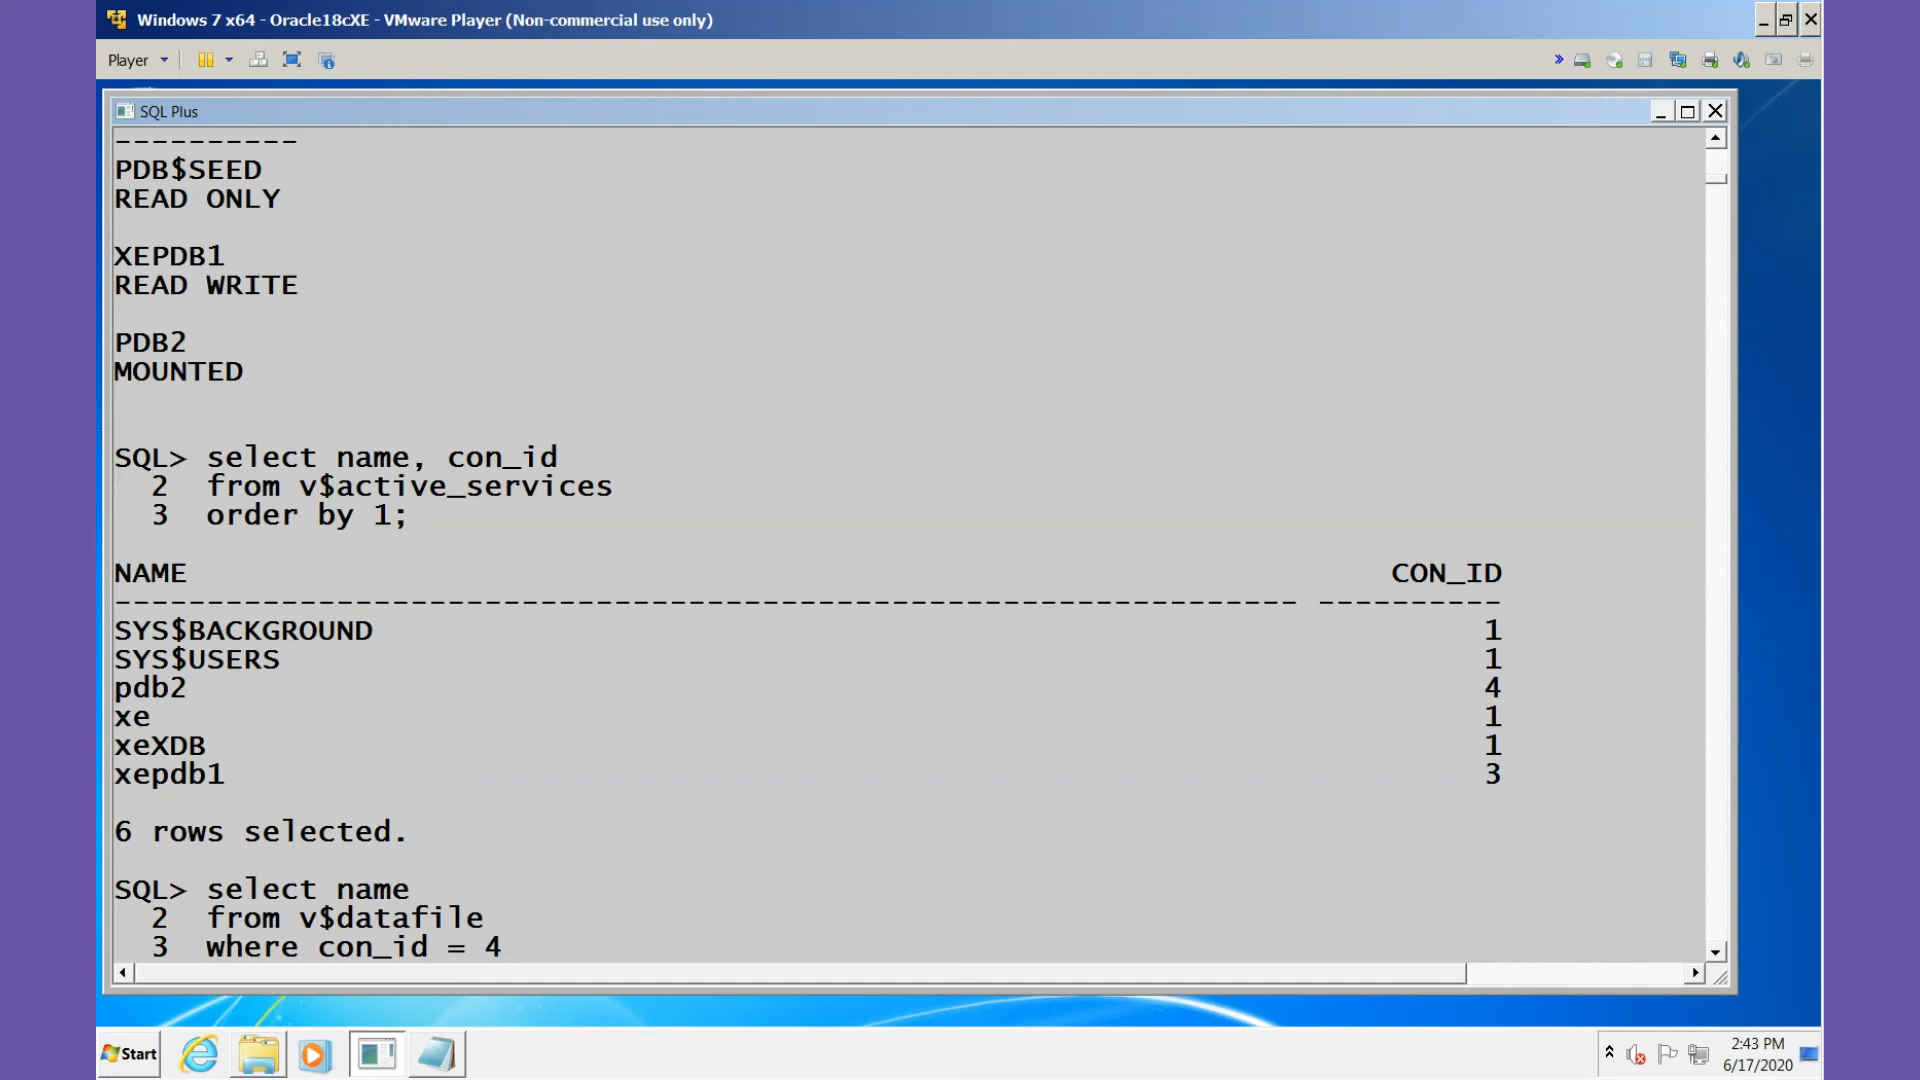 Windows 7 x64 - Oracle18cXE - VMware Player (Non-commercial use only)
Player
SQL Plus
----------
PDB$SEED
READ ONLY
XEPDB1
READ WRITE
PDB2
MOUNTED
SQL> select name, con_id
2 from v$active_services
3 order by 1;
NAME CON_ID
---------------------------------------------------------------- ----------
SYS$BACKGROUND 1
SYS$USERS 1
pdb2 4
xe 1
xeXDB 1
xepdb1 3
6 rows selected.
SQL> select name
2 from v$datafile
3 where con_id = 4
Start
2:43 PM
6/17/2020